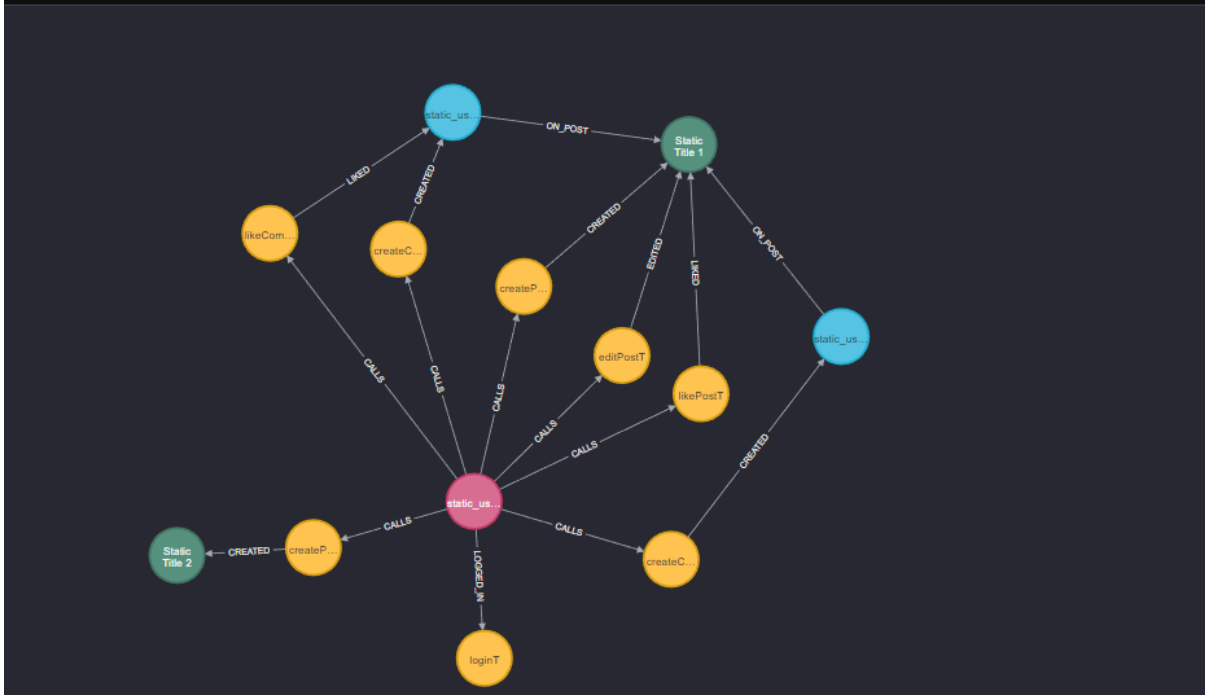 static_us...
ON_POST
Static
Title 1
LIKED
CREATED
likeCom...
createC...
CREATED
EDITED
LIKED
ON_POST
createP...
static_us...
editPostT
likePostT
CALLS
CALLS
CALLS
CALLS
CALLS
CREATED
static_us...
CALLS
CALLS
Static
Title 2
CREATED
createP...
LOGGED_IN
createC...
loginT